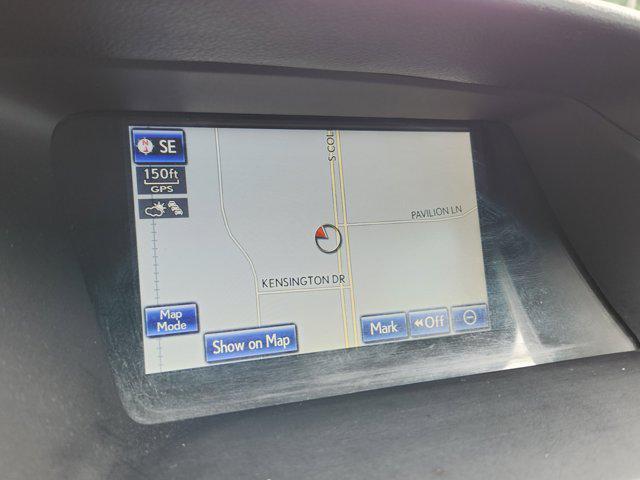 SE
150ft
GPS
S COL
PAVILION LN
KENSINGTON DR
Map
Mode
Show on Map
Mark
Off